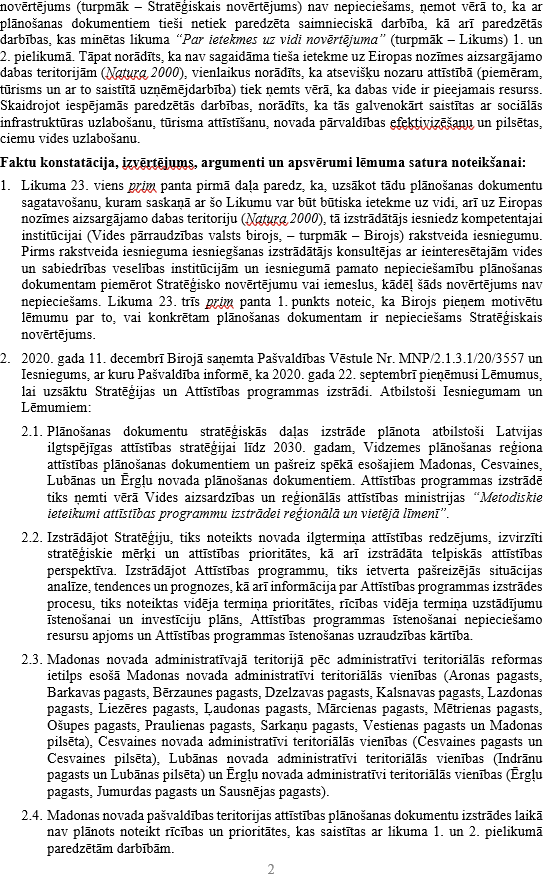 novērtējums (turpmāk – Stratēģiskais novērtējums) nav nepieciešams, ņemot vērā to, ka ar
plānošanas dokumentiem tieši netiek paredzēta saimnieciskā darbība, kā arī paredzētās
darbības, kas minētas likuma “Par ietekmes uz vidi novērtējuma” (turpmāk – Likums) 1. un
2. pielikumā. Tāpat norādīts, ka nav sagaidāma tieša ietekme uz Eiropas nozīmes aizsargājamo
dabas teritorijām (Natura 2000), vienlaikus norādīts, ka atsevišķu nozaru attīstībā (piemēram,
tūrisms un ar to saistītā uzņēmējdarbība) tiek ņemts vērā, ka dabas vide ir pieejamais resurss.
Skaidrojot iespējamās paredzētās darbības, norādīts, ka tās galvenokārt saistītas ar sociālās
infrastruktūras uzlabošanu, tūrisma attīstīšanu, novada pārvaldības efektivizēšanu un pilsētas,
ciemu vides uzlabošanu.
Faktu konstatācija, izvērtējums, argumenti un apsvērumi lēmuma satura noteikšanai:
1. Likuma 23. viens prim panta pirmā daļa paredz, ka, uzsākot tādu plānošanas dokumentu
sagatavošanu, kuram saskaņā ar šo Likumu var būt būtiska ietekme uz vidi, arī uz Eiropas
nozīmes aizsargājamo dabas teritoriju (Natura 2000), tā izstrādātājs iesniedz kompetentajai
institūcijai (Vides pārraudzības valsts birojs, – turpmāk – Birojs) rakstveida iesniegumu.
Pirms rakstveida iesnieguma iesniegšanas izstrādātājs konsultējas ar ieinteresētajām vides
un sabiedrības veselības institūcijām un iesniegumā pamato nepieciešamību plānošanas
dokumentam piemērot Stratēģisko novērtējumu vai iemeslus, kādēļ šāds novērtējums nav
nepieciešams. Likuma 23. trīs prim panta 1. punkts noteic, ka Birojs pieņem motivētu
lēmumu par to, vai konkrētam plānošanas dokumentam ir nepieciešams Stratēģiskais
novērtējums.
2. 2020. gada 11. decembrī Birojā saņemta Pašvaldības Vēstule Nr. MNP/2.1.3.1/20/3557 un
Iesniegums, ar kuru Pašvaldība informē, ka 2020. gada 22. septembrī pieņēmusi Lēmumus,
lai uzsāktu Stratēģijas un Attīstības programmas izstrādi. Atbilstoši Iesniegumam un
Lēmumiem:
2.1. Plānošanas dokumentu stratēģiskās daļas izstrāde plānota atbilstoši Latvijas
ilgtspējīgas attīstības stratēģijai līdz 2030. gadam, Vidzemes plānošanas reģiona
attīstības plānošanas dokumentiem un pašreiz spēkā esošajiem Madonas, Cesvaines,
Lubānas un Ērgļu novada plānošanas dokumentiem. Attīstības programmas izstrādē
tiks ņemti vērā Vides aizsardzības un reģionālās attīstības ministrijas “Metodiskie
ieteikumi attīstības programmu izstrādei reģionālā un vietējā līmenī”.
2.2. Izstrādājot Stratēģiju, tiks noteikts novada ilgtermiņa attīstības redzējums, izvirzīti
stratēģiskie mērķi un attīstības prioritātes, kā arī izstrādāta telpiskās attīstības
perspektīva. Izstrādājot Attīstības programmu, tiks ietverta pašreizējās situācijas
analīze, tendences un prognozes, kā arī informācija par Attīstības programmas izstrādes
procesu, tiks noteiktas vidēja termiņa prioritātes, rīcības vidēja termiņa uzstādījumu
īstenošanai un investīciju plāns, Attīstības programmas īstenošanai nepieciešamo
resursu apjoms un Attīstības programmas īstenošanas uzraudzības kārtība.
2.3. Madonas novada administratīvajā teritorijā pēc administratīvi teritoriālās reformas
ietilps esošā Madonas novada administratīvi teritoriālās vienības (Aronas pagasts,
Barkavas pagasts, Bērzaunes pagasts, Dzelzavas pagasts, Kalsnavas pagasts, Lazdonas
pagasts, Liezēres pagasts, Ļaudonas pagasts, Mārcienas pagasts, Mētrienas pagasts,
Ošupes pagasts, Praulienas pagasts, Sarkaņu pagasts, Vestienas pagasts un Madonas
pilsēta), Cesvaines novada administratīvi teritoriālās vienības (Cesvaines pagasts un
Cesvaines pilsēta), Lubānas novada administratīvi teritoriālās vienības (Indrānu
pagasts un Lubānas pilsēta) un Ērgļu novada administratīvi teritoriālās vienības (Ērgļu
pagasts, Jumurdas pagasts un Sausnējas pagasts).
2.4. Madonas novada pašvaldības teritorijas attīstības plānošanas dokumentu izstrādes laikā
nav plānots noteikt rīcības un prioritātes, kas saistītas ar likuma 1. un 2. pielikumā
paredzētām darbībām.
2